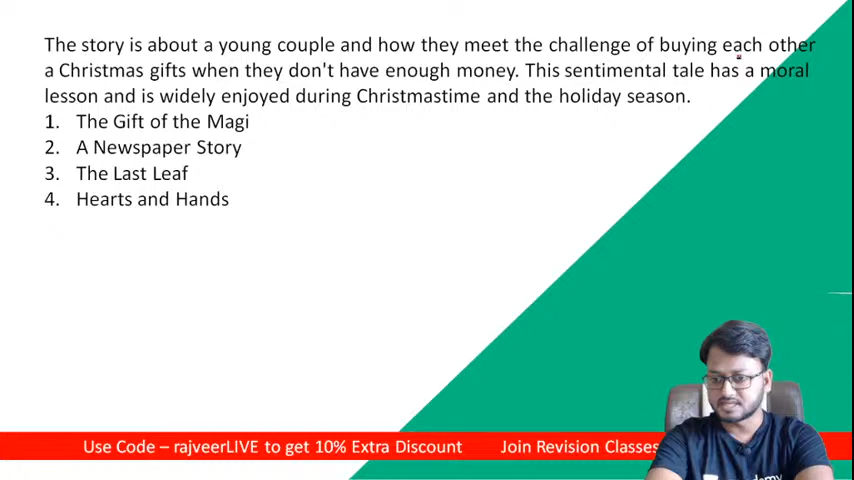 The story is about a young couple and how they meet the challenge of buying each other
a Christmas gifts when they don't have enough money. This sentimental tale has a moral
lesson and is widely enjoyed during Christmastime and the holiday season.
1. The Gift of the Magi
2. A Newspaper Story
3. The Last Leaf
4. Hearts and Hands
Use Code – rajveerLIVE to get 10% Extra Discount Join Revision Classes